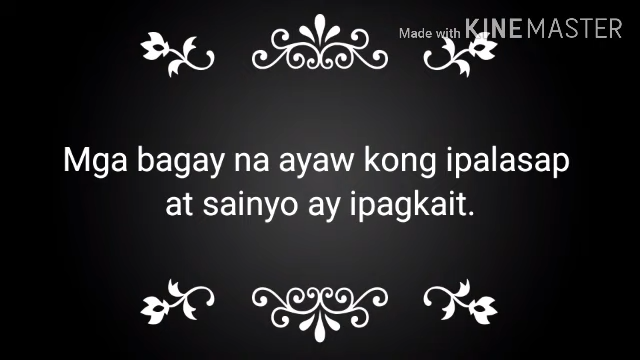 Made with KINEMASTER
Mga bagay na ayaw kong ipalasap
at sainyo ay ipagkait.